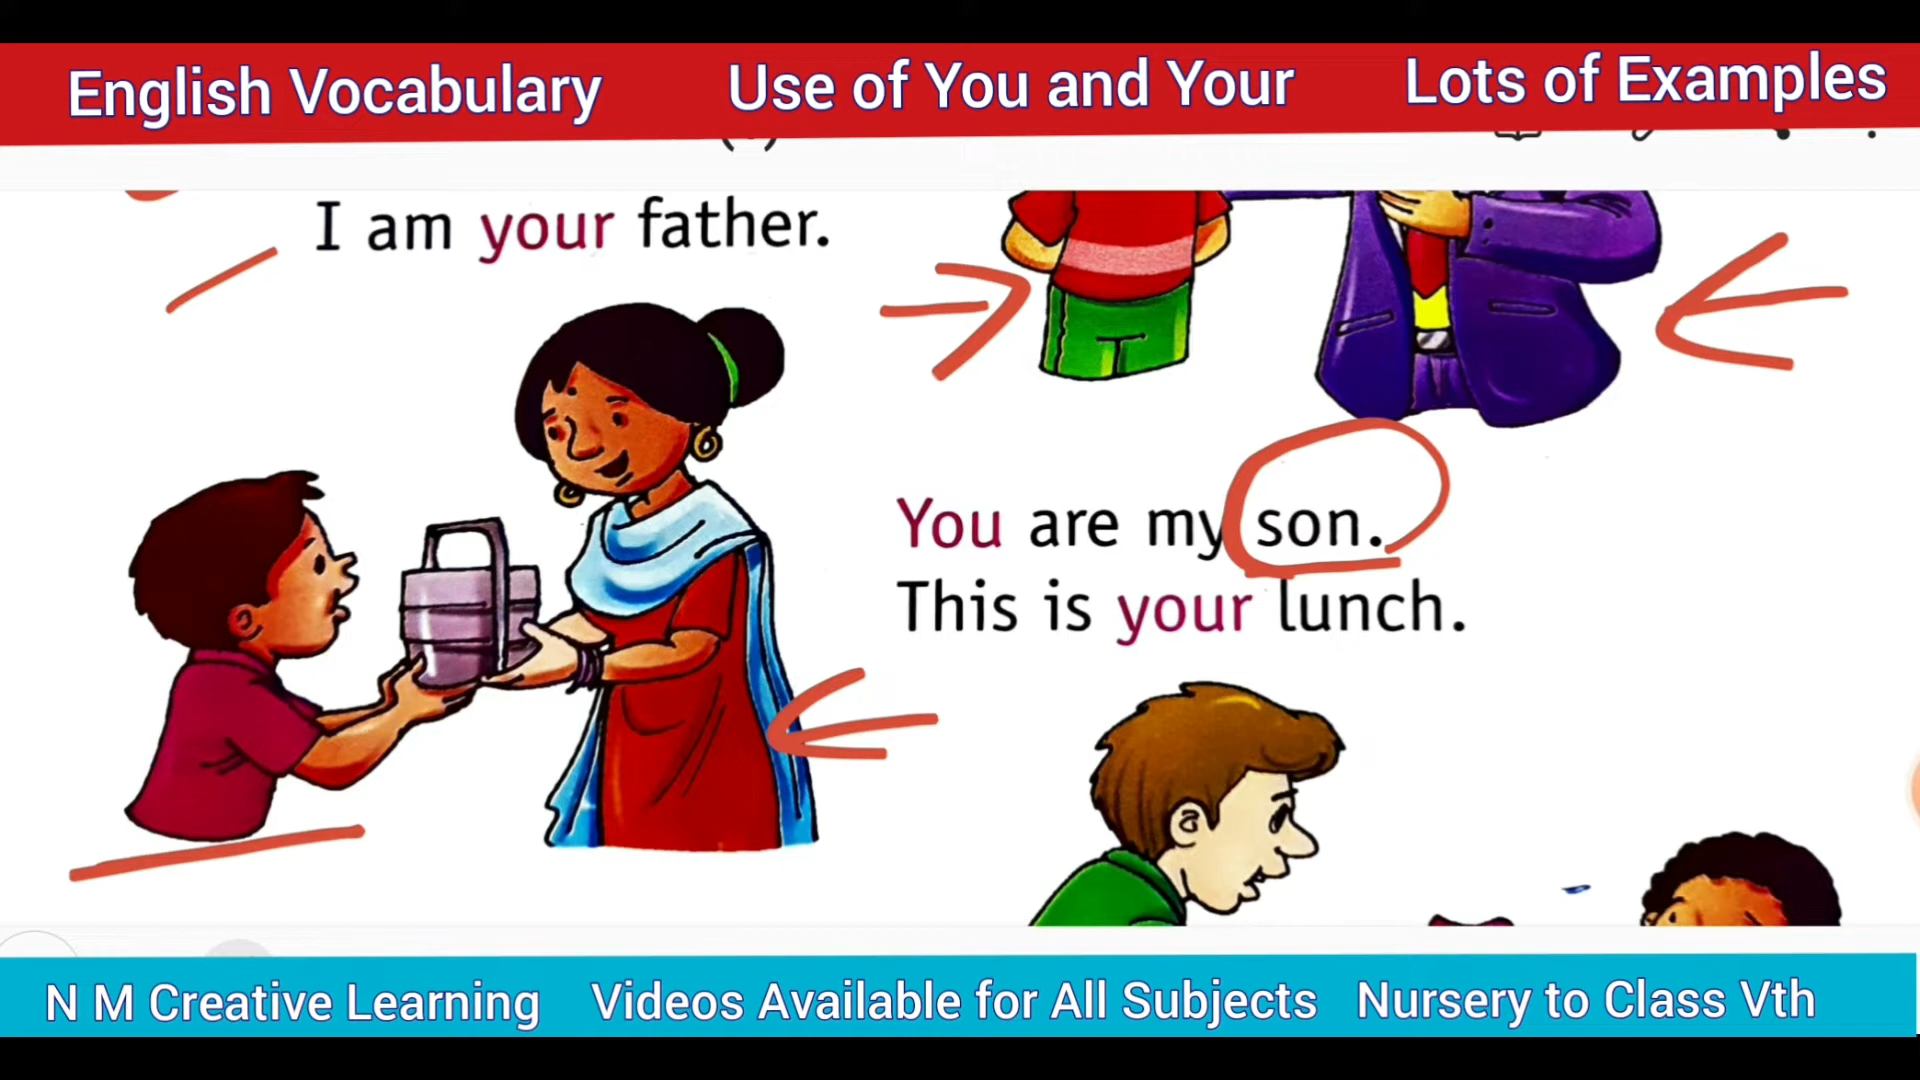 English Vocabulary Use of You and Your Lots of Examples
I am your father.
You are my son.
This is your lunch.
N M Creative Learning Videos Available for All Subjects Nursery to Class Vth